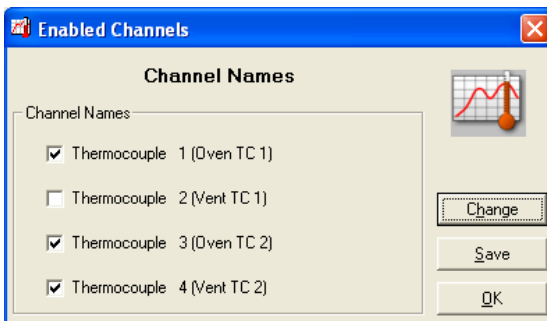 Enabled Channels
Channel Names
Channel Names
Thermocouple 1 (Oven TC 1)
Thermocouple 2 (Vent TC 1)
Thermocouple 3 (Oven TC 2)
Thermocouple 4 (Vent TC 2)
Change
Save
OK